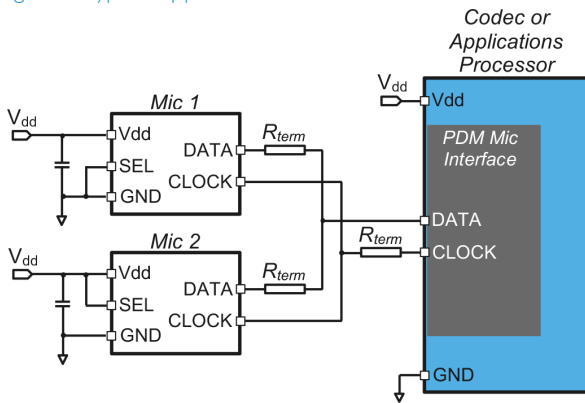 Codec or
Applications
Processor
Vdd
Vdd
PDM Mic
Interface
DATA
CLOCK
GND
Mic 1
Vdd
Vdd
SEL
GND
DATA
CLOCK
Rterm
Rterm
Mic 2
Vdd
Vdd
SEL
GND
DATA
CLOCK
Rterm